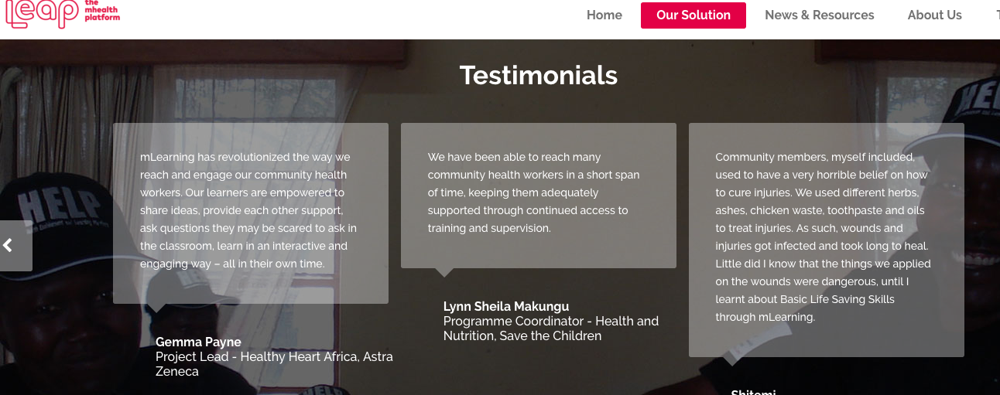 Leap the mhealth platform
Home
Our Solution
News & Resources
About Us
T
Testimonials
mLearning has revolutionized the way we
reach and engage our community health
workers. Our learners are empowered to
share ideas, provide each other support,
ask questions they may be scared to ask in
the classroom, learn in an interactive and
engaging way – all in their own time.
Gemma Payne
Project Lead - Healthy Heart Africa, Astra
Zeneca
We have been able to reach many
community health workers in a short span
of time, keeping them adequately
supported through continued access to
training and supervision.
Lynn Sheila Makungu
Programme Coordinator - Health and
Nutrition, Save the Children
Community members, myself included,
used to have a very horrible belief on how
to cure injuries. We used different herbs,
ashes, chicken waste, toothpaste and oils
to treat injuries. As such, wounds and
injuries got infected and took long to heal.
Little did I know that the things we applied
on the wounds were dangerous, until I
learnt about Basic Life Saving Skills
through mLearning.
Shitemi
HELP
HEL